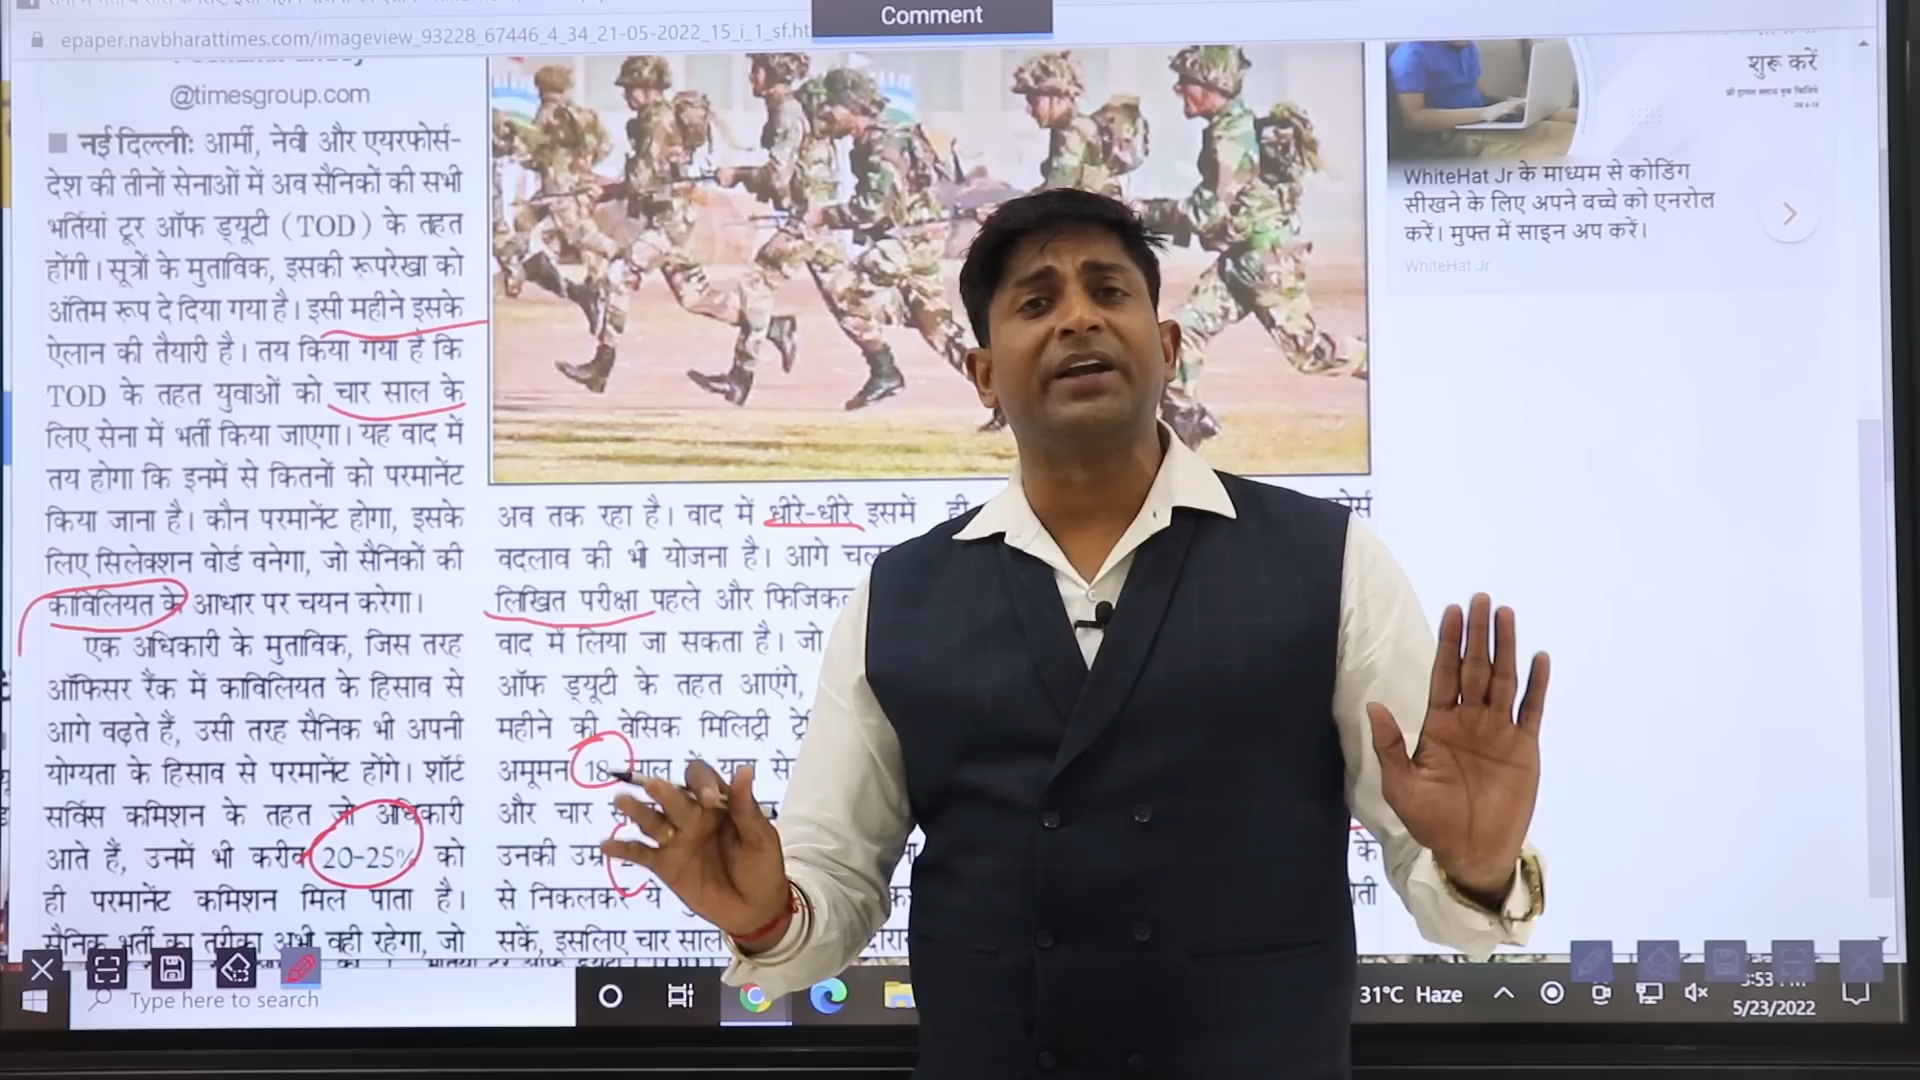 Comment
epaper.navbharattimes.com/imageview_93228_67446_4_34_21-05-2022_15_i_1_sf.ht
@timesgroup.com
नई दिल्लीः आर्मी, नेवी और एयरफोर्स-
देश की तीनों सेनाओं में अब सैनिकों की सभी
भर्तियां टूर ऑफ ड्यूटी (TOD) के तहत
होंगी। सूत्रों के मुताबिक, इसकी रूपरेखा को
अंतिम रूप दे दिया गया है। इसी महीने इसके
ऐलान की तैयारी है। तय किया गया है कि
TOD के तहत युवाओं को चार साल के
लिए सेना में भर्ती किया जाएगा। यह बाद में
तय होगा कि इनमें से कितनों को परमानेंट
किया जाना है। कौन परमानेंट होगा, इसके
लिए सिलेक्शन बोर्ड बनेगा, जो सैनिकों की
काबिलियत के आधार पर चयन करेगा।
एक अधिकारी के मुताबिक, जिस तरह
ऑफिसर रैंक में काबिलियत के हिसाब से
आगे बढ़ते हैं, उसी तरह सैनिक भी अपनी
योग्यता के हिसाब से परमानेंट होंगे। शॉर्ट
सर्विस कमिशन के तहत जो अधिकारी
आते हैं, उनमें भी करीब 20-25% को
ही परमानेंट कमिशन मिल पाता है।
सैनिक भर्ती का तरीका अभी वही रहेगा, जो
अब तक रहा है। बाद में धीरे-धीरे इसमें
बदलाव की भी योजना है। आगे
लिखित परीक्षा पहले और
बाद में लिया जा सकता है। जो
ऑफ ड्यूटी के तहत आएंगे,
महीने की बेसिक मिलिट्री
अमूमन 18 साल
और चार
उनकी उम्र
से निकलकर ये
सकें, इसलिए चार साल
के
शुरू करें
WhiteHat Jr के माध्यम से कोडिंग
सीखने के लिए अपने बच्चे को एनरोल
करें। मुफ्त में साइन अप करें।
WhiteHat Jr
Type here to search
31°C Haze
5/23/2022